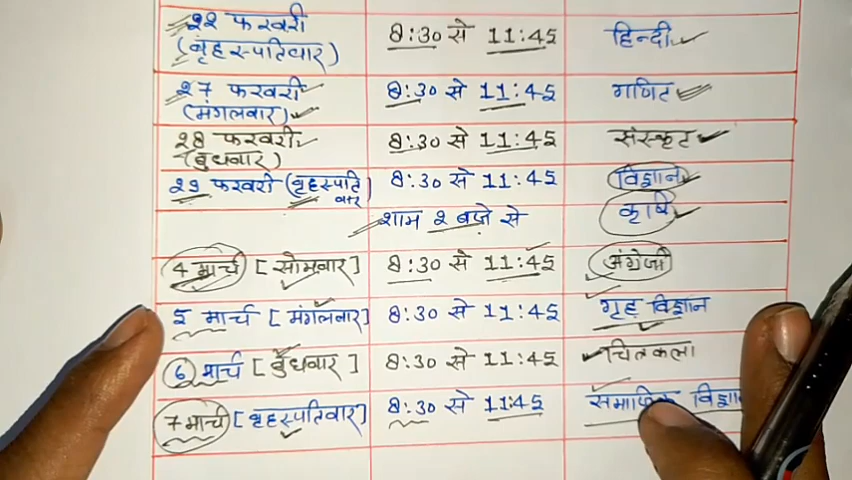 22 फरवरी
(बृहस्पतिवार) 8:30 से 11:45 हिन्दी
27 फरवरी 8:30 से 11:45 गणित
(मंगलवार)
28 फरवरी 8:30 से 11:45 संस्कृट
(बुधवार)
29 फरवरी (बृहस्पति 8:30 से 11:45 विज्ञान
वार
शाम 2 बजे से कृषि
4 मार्च [सोमवार] 8:30 से 11:45 अंग्रेजी
5 मार्च [मंगलवार] 8:30 से 11:45 गृह विज्ञान
6 मार्च [बुधवार] 8:30 से 11:45 चित्रकला
7 मार्च [बृहस्पतिवार] 8:30 से 11:45 विज्ञान